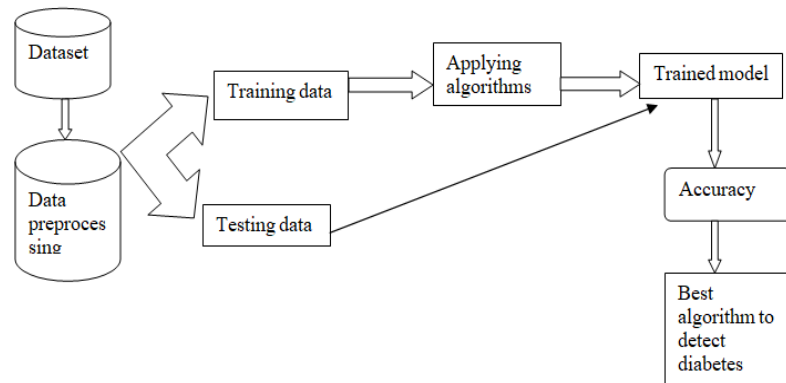 Dataset
Data
preproces
sing
Training data
Testing data
Applying
algorithms
Trained model
Accuracy
Best
algorithm to
detect
diabetes